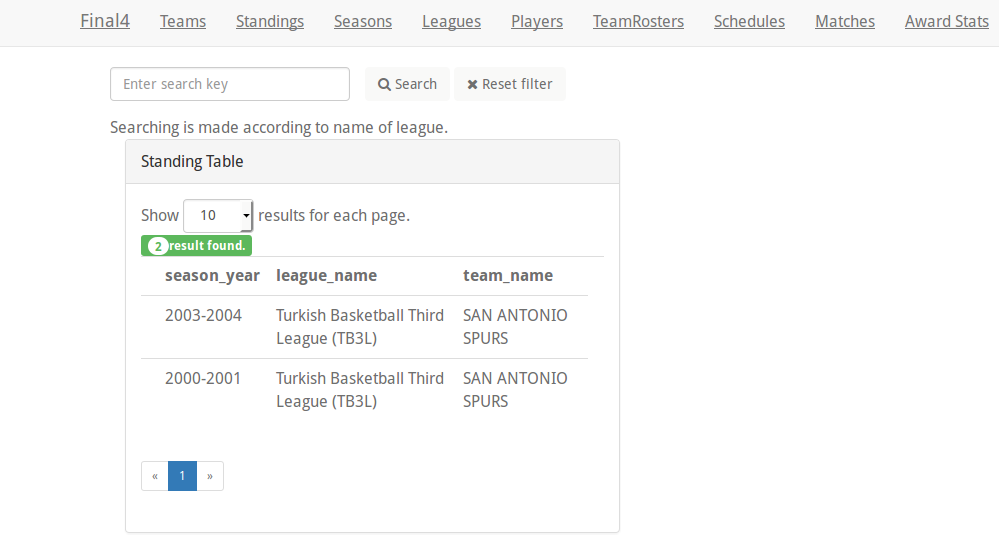 Final4 Teams Standings Seasons Leagues Players TeamRosters Schedules Matches Award Stats
Enter search key Search Reset filter
Searching is made according to name of league.
Standing Table
Show 10 results for each page.
2 result found.
season_year league_name team_name
2003-2004 Turkish Basketball Third SAN ANTONIO
League (TB3L) SPURS
2000-2001 Turkish Basketball Third SAN ANTONIO
League (TB3L) SPURS
« 1 »